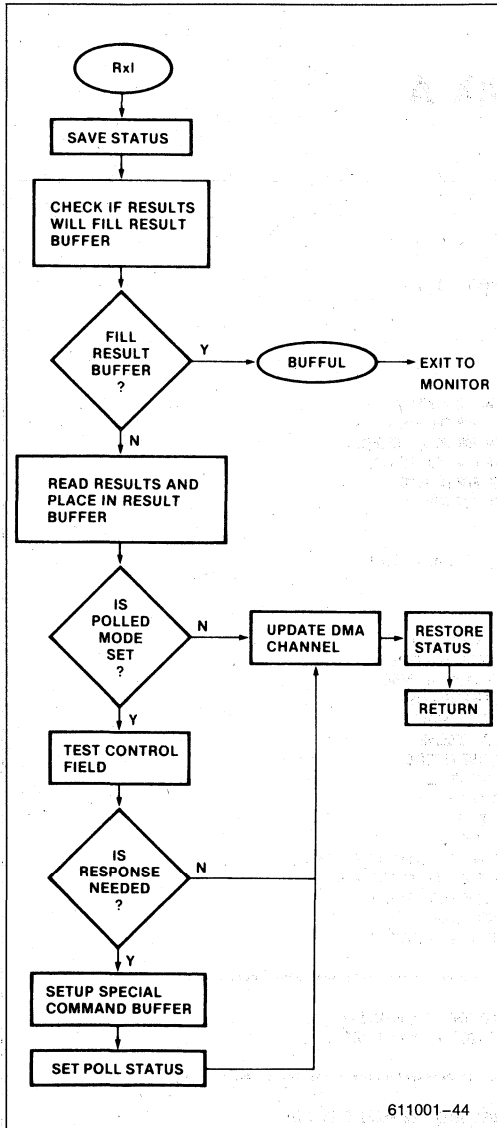 RxI
SAVE STATUS
CHECK IF RESULTS
WILL FILL RESULT
BUFFER
FILL
RESULT
BUFFER
?
Y
BUFFUL
EXIT TO
MONITOR
N
READ RESULTS AND
PLACE IN RESULT
BUFFER
IS
POLLED
MODE
SET
?
N
UPDATE DMA
CHANNEL
RESTORE
STATUS
RETURN
Y
TEST CONTROL
FIELD
IS
RESPONSE
NEEDED
?
N
Y
SETUP SPECIAL
COMMAND BUFFER
SET POLL STATUS
611001-44